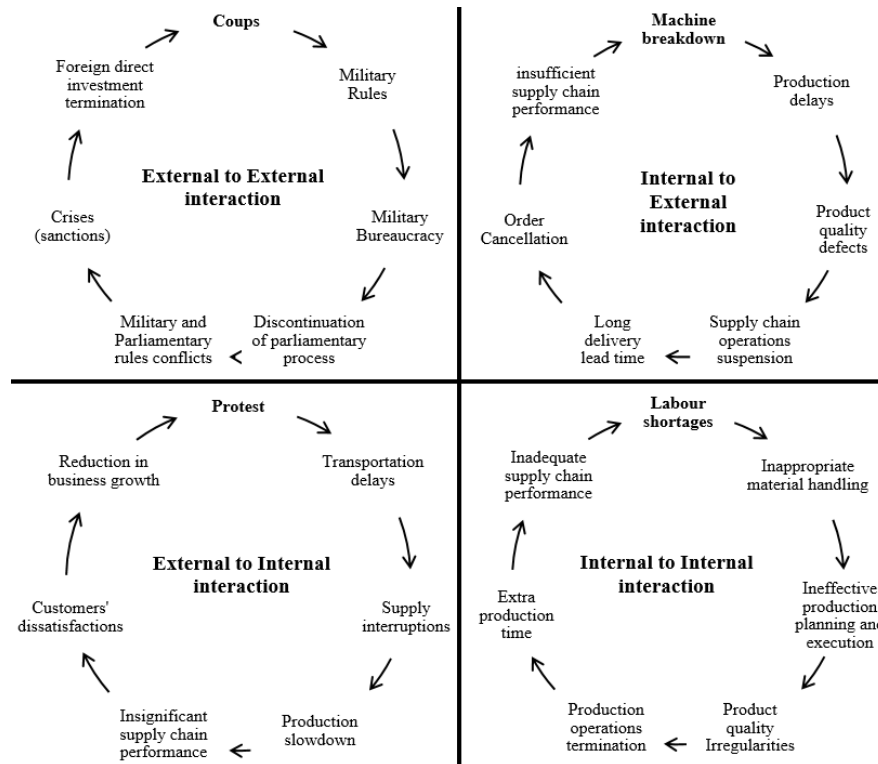 Coups
Military
Rules
Military
Bureaucracy
Discontinuation
of parliamentary
process
Military and
Parliamentary
rules conflicts
Crises
(sanctions)
Foreign direct
investment
termination
External to External
interaction
Machine
breakdown
Production
delays
Product
quality
defects
Supply chain
operations
suspension
Long
delivery
lead time
Order
Cancellation
insufficient
supply chain
performance
Internal to
External
interaction
Protest
Transportation
delays
Supply
interruptions
Production
slowdown
Insignificant
supply chain
performance
Customers'
dissatisfactions
Reduction in
business growth
External to Internal
interaction
Labour
shortages
Inappropriate
material handling
Ineffective
production
planning and
execution
Product
quality
Irregularities
Production
operations
termination
Extra
production
time
Inadequate
supply chain
performance
Internal to Internal
interaction